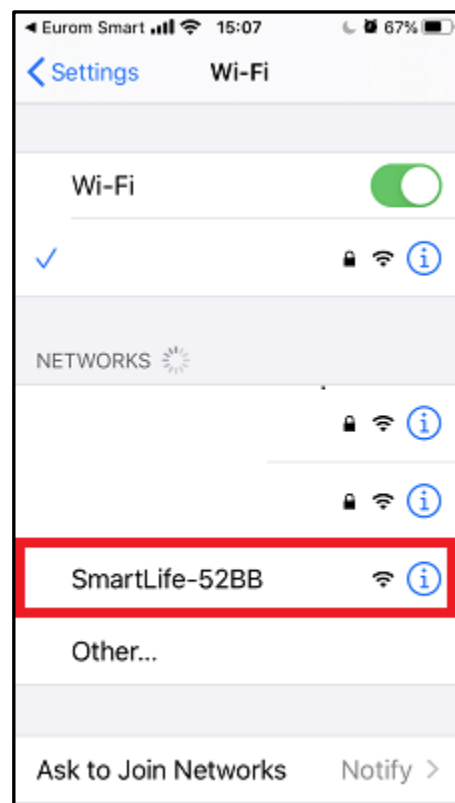 Eurom Smart 15:07 67%
Settings Wi-Fi
Wi-Fi
NETWORKS
SmartLife-52BB
Other...
Ask to Join Networks Notify